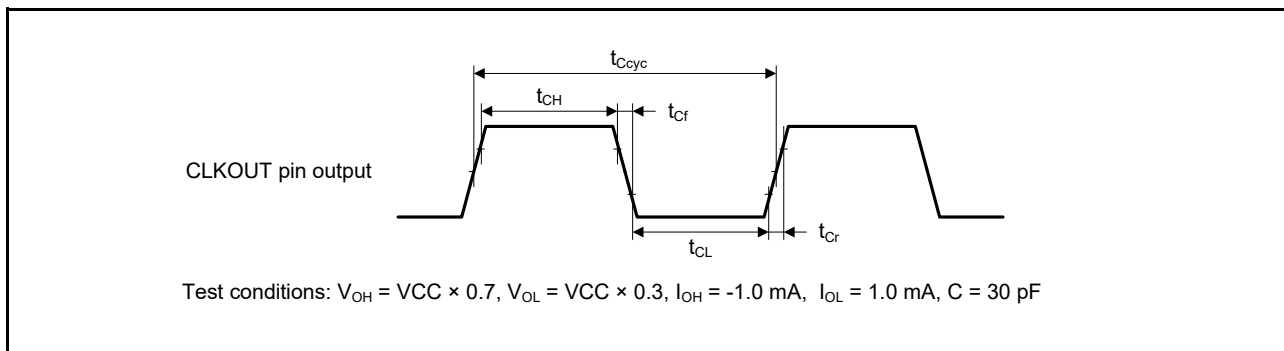 tCcyc
tCH
tCf
CLKOUT pin output
tCL
tCr
Test conditions: VOH = VCC × 0.7, VOL = VCC × 0.3, IOH = -1.0 mA, IOL = 1.0 mA, C = 30 pF